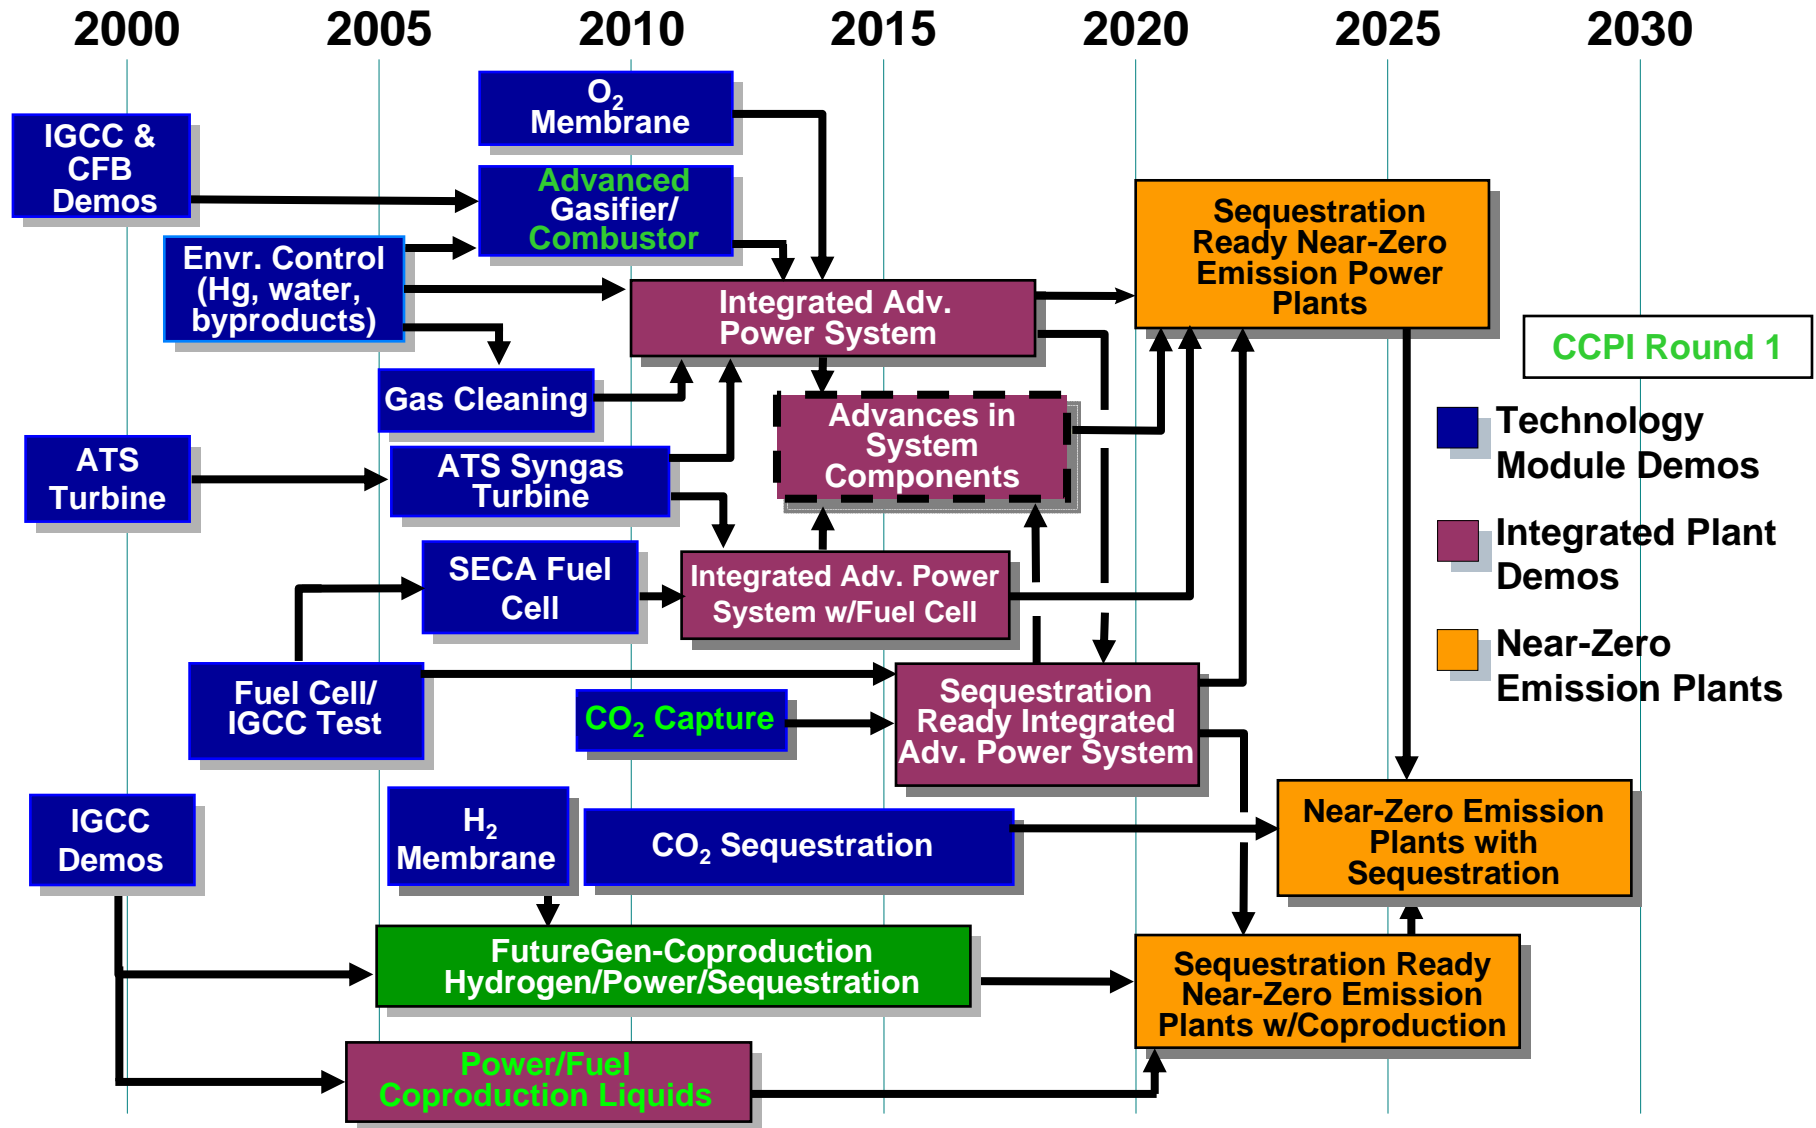 2000 2005 2010 2015 2020 2025 2030
O₂
Membrane
IGCC &
CFB
Demos
Advanced
Gasifier/
Combustor
Sequestration
Ready Near-Zero
Emission Power
Plants
Envr. Control
(Hg, water,
byproducts)
Integrated Adv.
Power System
CCPI Round 1
Gas Cleaning
Advances in
System
Components
Technology
Module Demos
ATS
Turbine
ATS Syngas
Turbine
Integrated Plant
Demos
SECA Fuel
Cell
Integrated Adv. Power
System w/Fuel Cell
Near-Zero
Emission Plants
Fuel Cell/
IGCC Test
CO₂ Capture
Sequestration
Ready Integrated
Adv. Power System
IGCC
Demos
H₂
Membrane
CO₂ Sequestration
Near-Zero Emission
Plants with
Sequestration
FutureGen-Coproduction
Hydrogen/Power/Sequestration
Sequestration Ready
Near-Zero Emission
Plants w/Coproduction
Power/Fuel
Coproduction Liquids